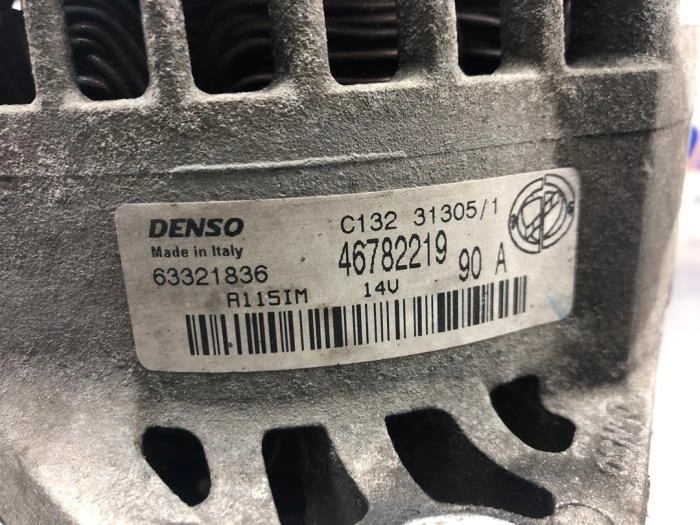 DENSO
C132 31305/1
Made in Italy
46782219
63321836
90 A
A115IM
14V